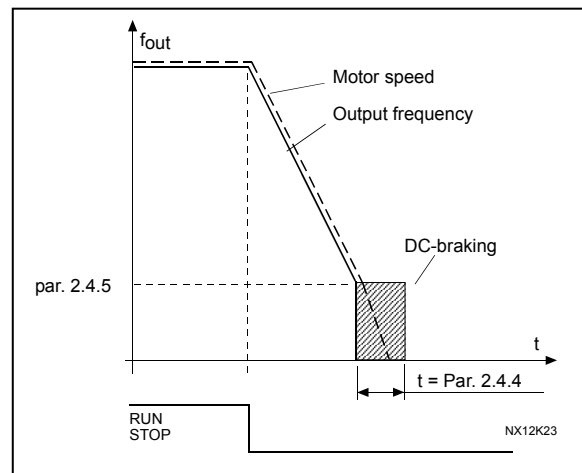 fout
Motor speed
Output frequency
DC-braking
par. 2.4.5
t
t = Par. 2.4.4
RUN
STOP
NX12K23